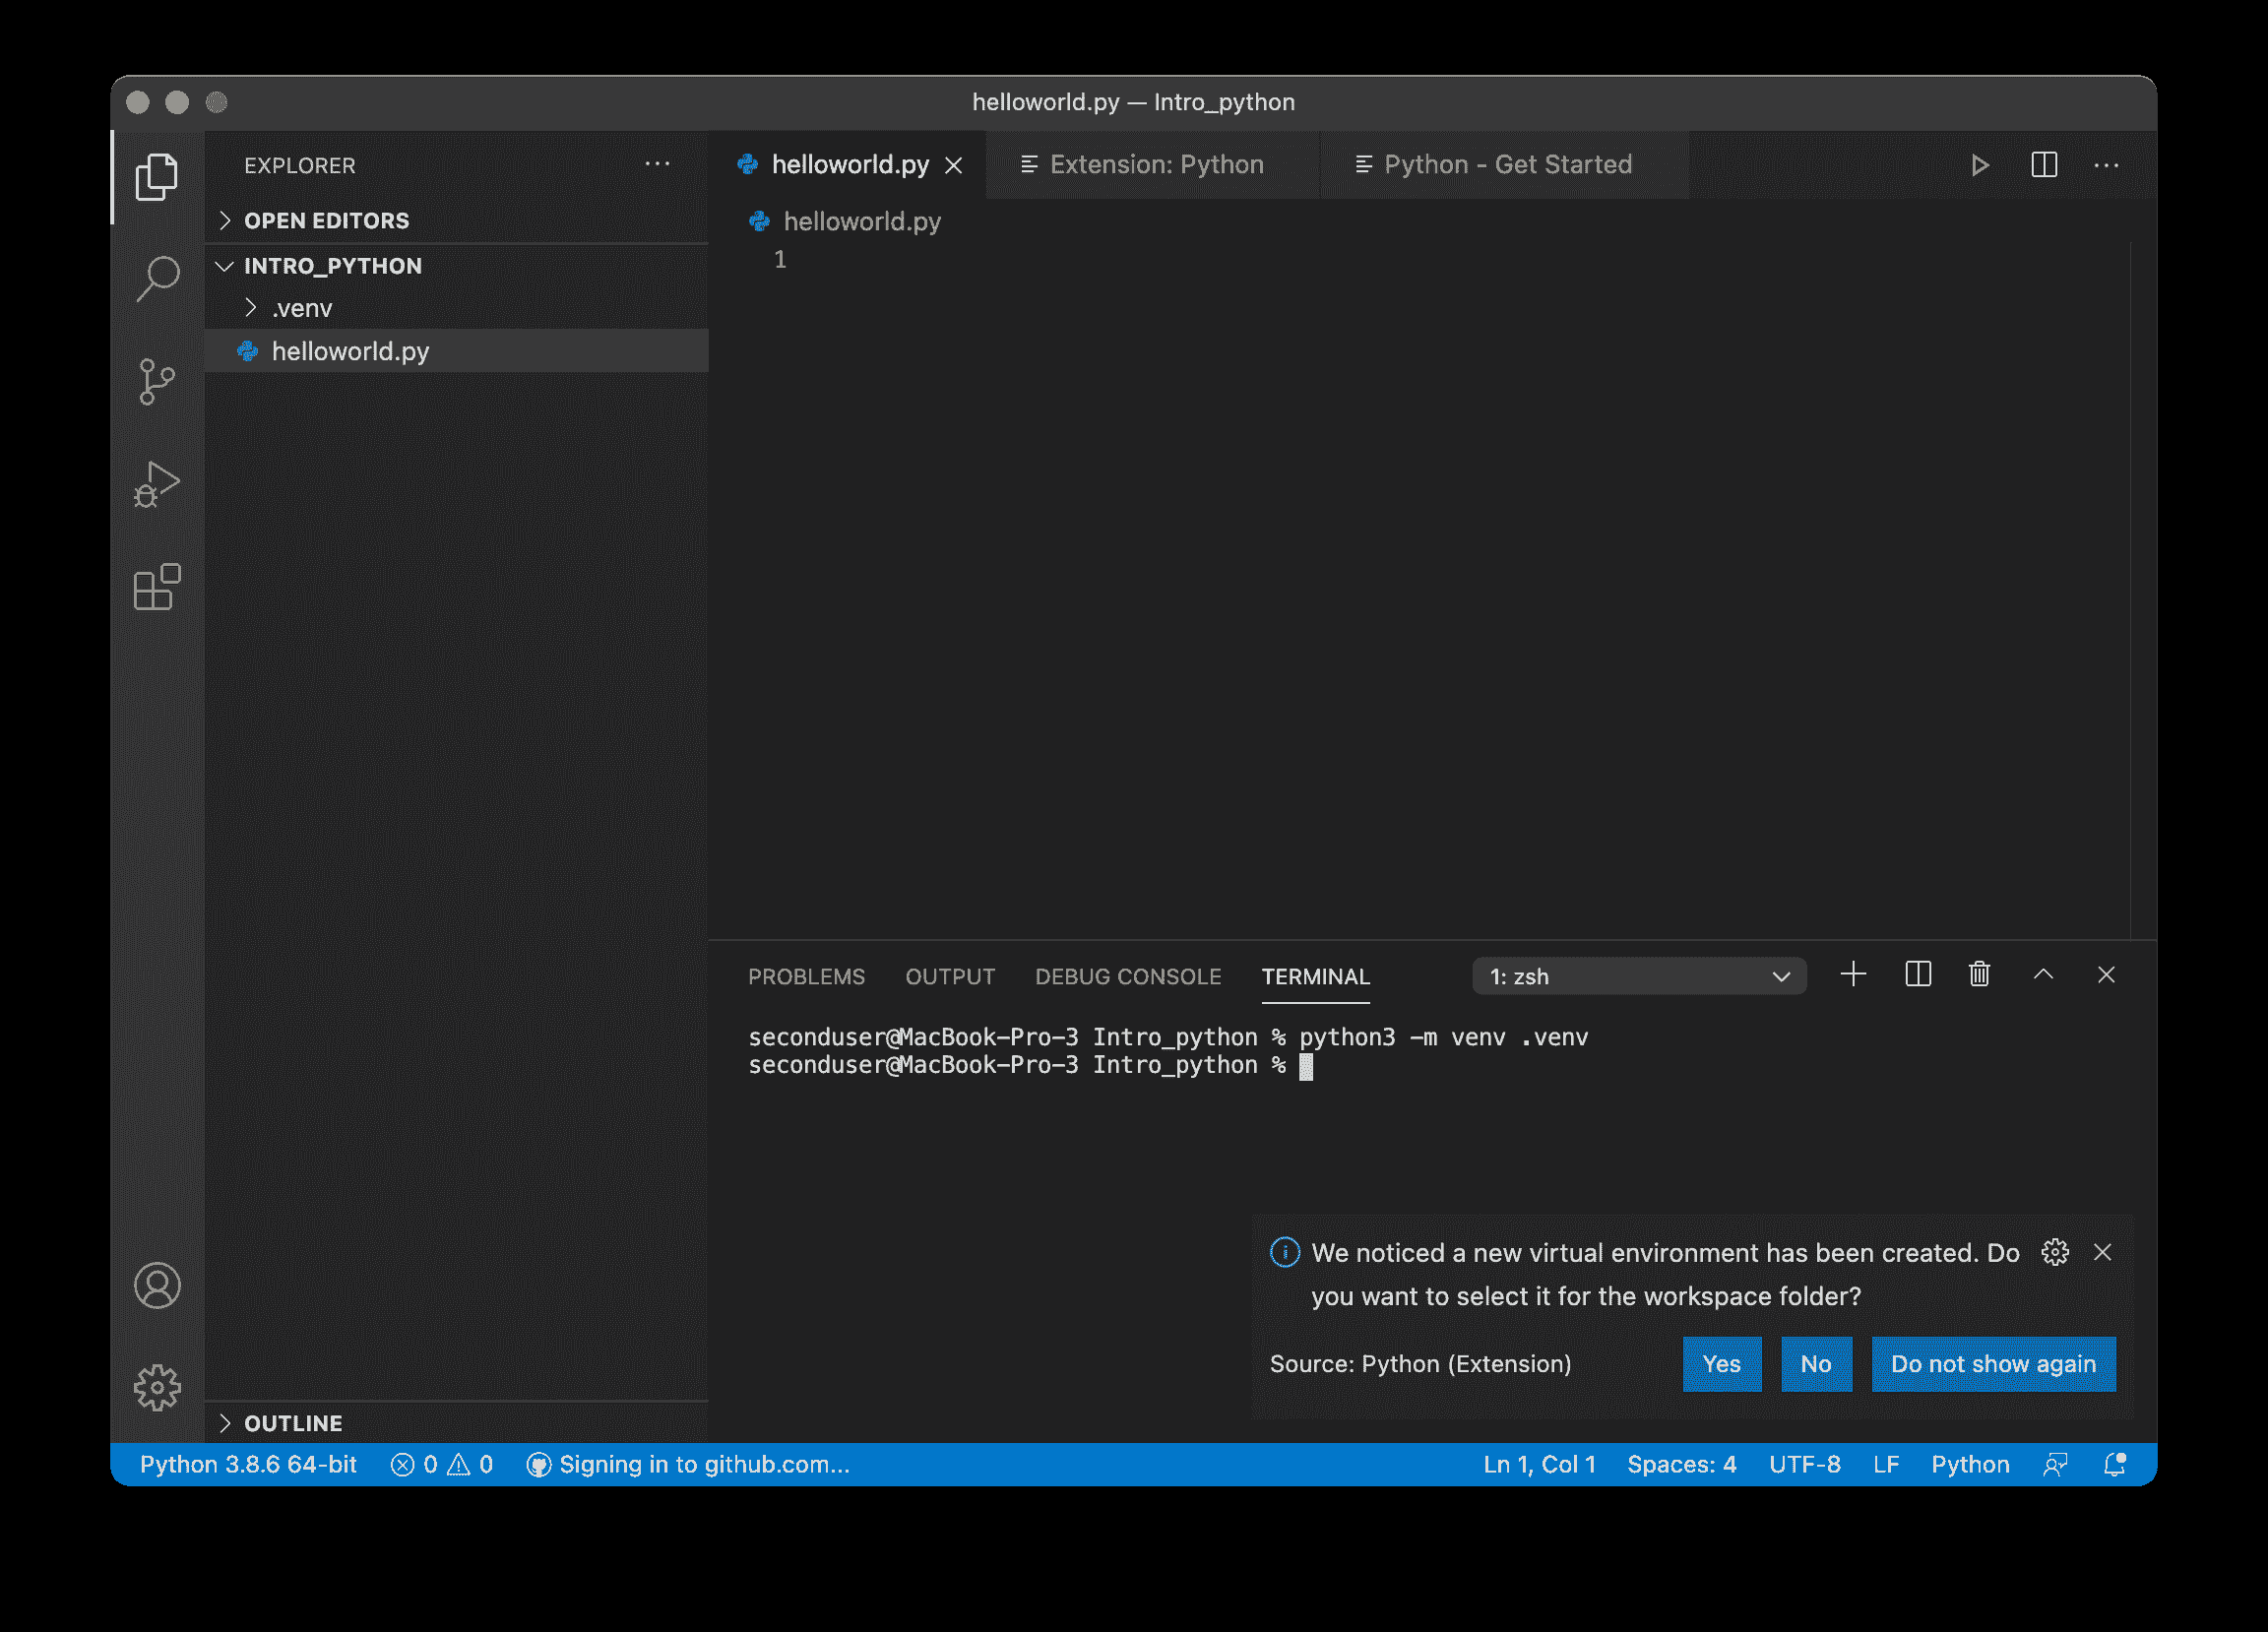 helloworld.py — Intro_python
EXPLORER ···
OPEN EDITORS
INTRO_PYTHON
.venv
helloworld.py
OUTLINE
helloworld.py Extension: Python Python - Get Started
helloworld.py
1
PROBLEMS OUTPUT DEBUG CONSOLE TERMINAL 1: zsh
seconduser@MacBook-Pro-3 Intro_python % python3 -m venv .venv
seconduser@MacBook-Pro-3 Intro_python %
We noticed a new virtual environment has been created. Do
you want to select it for the workspace folder?
Source: Python (Extension) Yes No Do not show again
Python 3.8.6 64-bit 0 0 Signing in to github.com... Ln 1, Col 1 Spaces: 4 UTF-8 LF Python